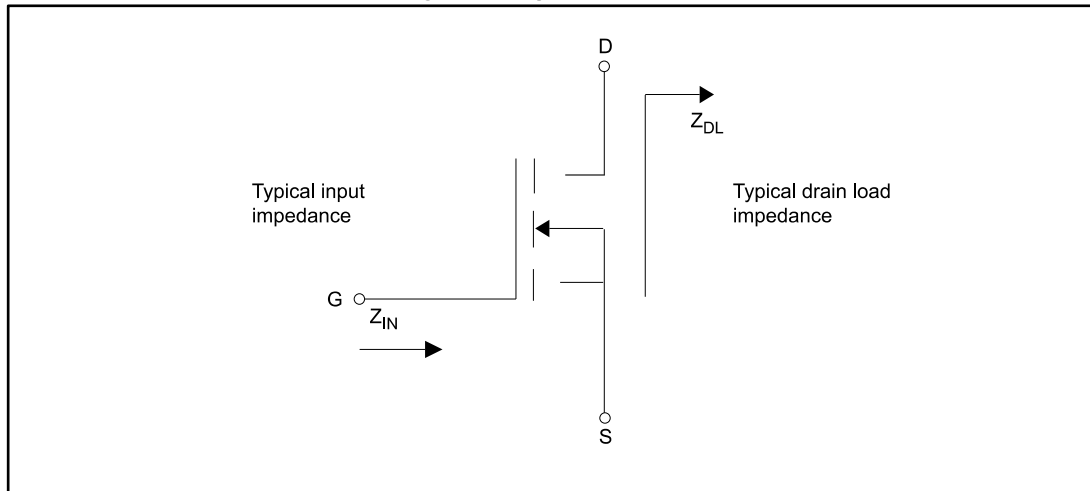 D
Z_DL
Typical input
impedance
Typical drain load
impedance
G
Z_IN
S